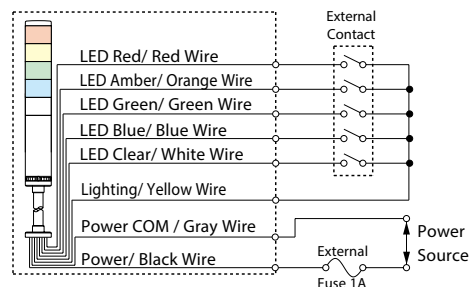 External
Contact
LED Red/ Red Wire
LED Amber/ Orange Wire
LED Green/ Green Wire
LED Blue/ Blue Wire
LED Clear/ White Wire
Lighting/ Yellow Wire
Power COM / Gray Wire
Power/ Black Wire
External
Fuse 1A
Power
Source